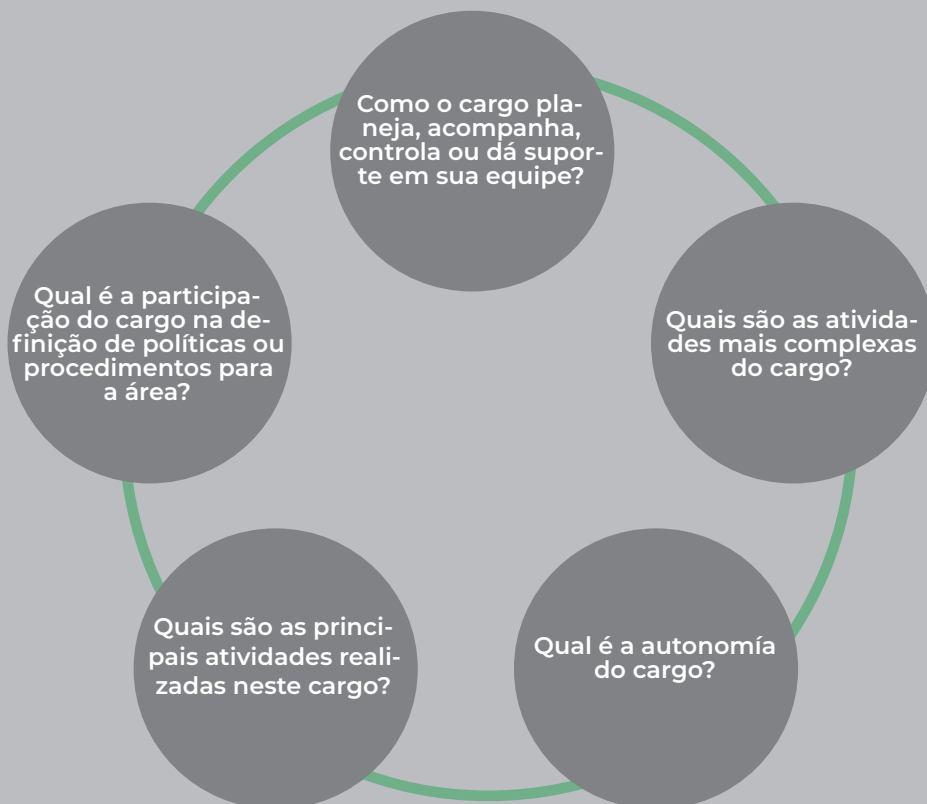 Como o cargo pla-
neja, acompanha,
controla ou dá supor-
te em sua equipe?
Qual é a participa-
ção do cargo na de-
finição de políticas ou
procedimentos para
a área?
Quais são as ativida-
des mais complexas
do cargo?
Quais são as princi-
pais atividades reali-
zadas neste cargo?
Qual é a autonomía
do cargo?